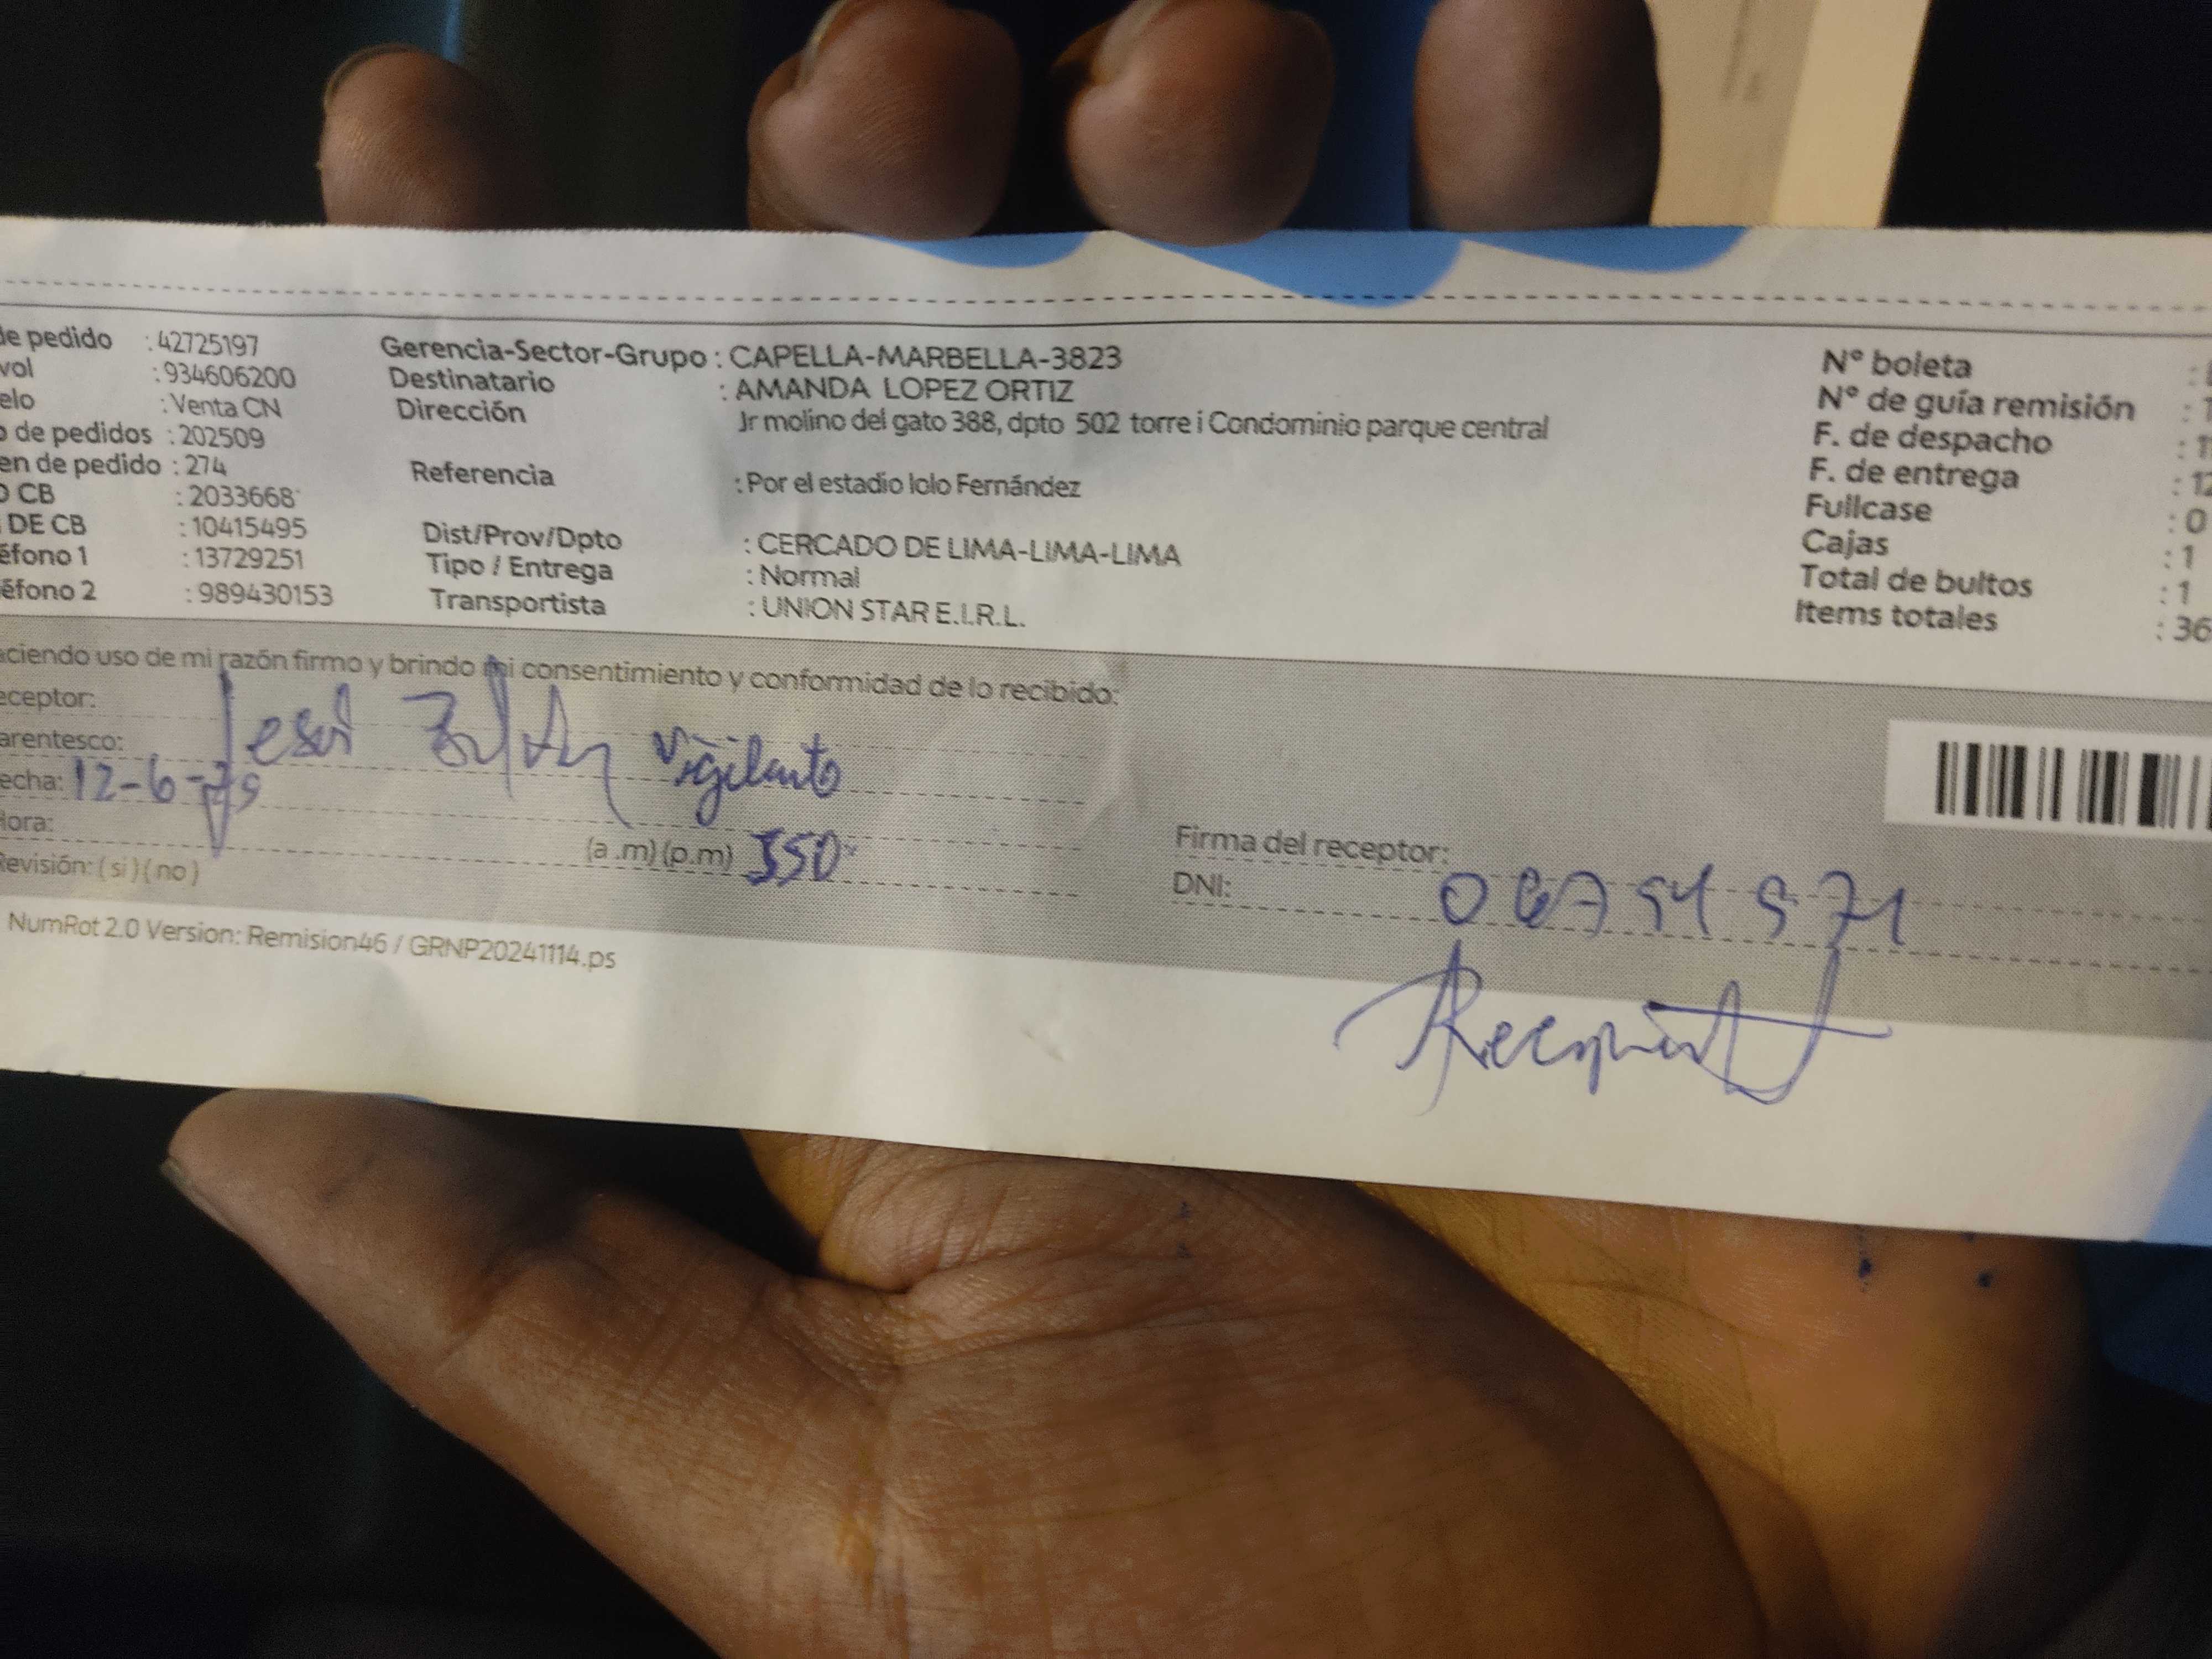 de pedido : 42725197
vol : 934606200
elo : Venta CN
o de pedidos : 202509
en de pedido : 274
O CB : 2033668
DE CB : 10415495
éfono 1 : 13729251
éfono 2 : 989430153
Gerencia-Sector-Grupo : CAPELLA-MARBELLA-3823
Destinatario : AMANDA LOPEZ ORTIZ
Dirección Jr molino del gato 388, dpto 502 torre i Condominio parque central
Referencia : Por el estadio lolo Fernández
Dist/Prov/Dpto : CERCADO DE LIMA-LIMA-LIMA
Tipo / Entrega : Normal
Transportista : UNION STAR E.I.R.L.
N° boleta :
N° de guía remisión : 1
F. de despacho : 11
F. de entrega : 12
Fullcase : 0
Cajas : 1
Total de bultos : 1
Items totales : 36
aciendo uso de mi razón firmo y brindo mi consentimiento y conformidad de lo recibido:
eceptor:
arentesco: Vigilante
echa: 12-6-
Hora: (a .m) (p.m) 350
Revisión: ( si ) ( no )
Firma del receptor:
DNI:
NumRot 2.0 Version: Remision46 / GRNP20241114.ps